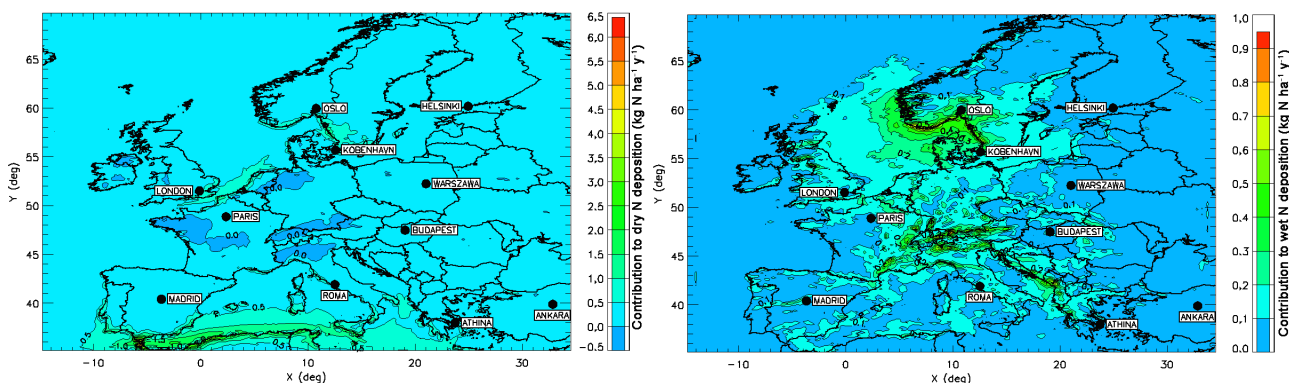 65
60
55
50
45
40
Y (deg)
-10
0
10
20
30
X (deg)
OSLO
HELSINKI
KOBENHAVN
LONDON
WARSZAWA
PARIS
BUDAPEST
MADRID
ROMA
ANKARA
ATHINA
6.5
6.0
5.5
5.0
4.5
4.0
3.5
3.0
2.5
2.0
1.5
1.0
0.5
0.0
-0.5
Contribution to dry N deposition (kg N ha⁻¹ y⁻¹)
65
60
55
50
45
40
Y (deg)
-10
0
10
20
30
X (deg)
OSLO
HELSINKI
KOBENHAVN
LONDON
WARSZAWA
PARIS
BUDAPEST
MADRID
ROMA
ANKARA
ATHINA
1.0
0.9
0.8
0.7
0.6
0.5
0.4
0.3
0.2
0.1
0.0
Contribution to wet N deposition (kg N ha⁻¹ y⁻¹)